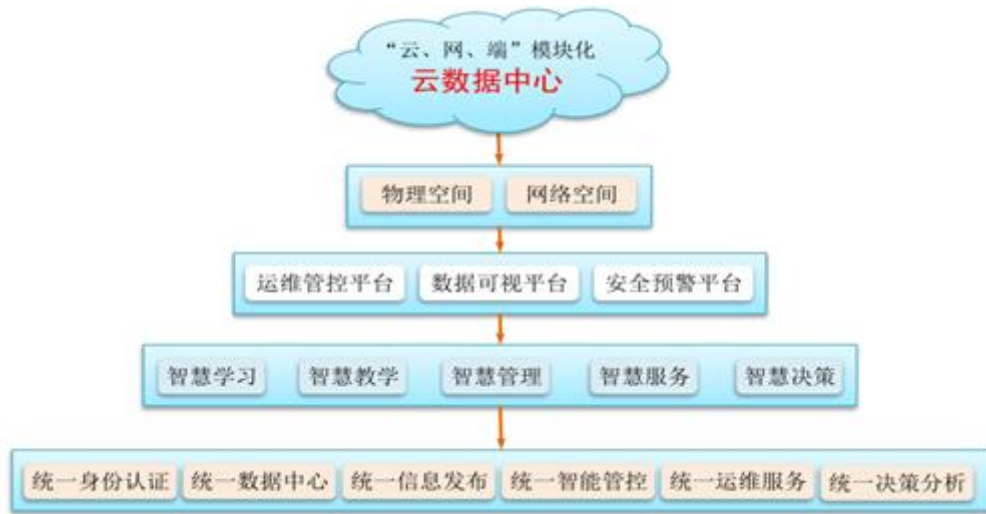 “云、网、端”模块化
云数据中心
物理空间 网络空间
运维管控平台 数据可视平台 安全预警平台
智慧学习 智慧教学 智慧管理 智慧服务 智慧决策
统一身份认证 统一数据中心 统一信息发布 统一智能管控 统一运维服务 统一决策分析